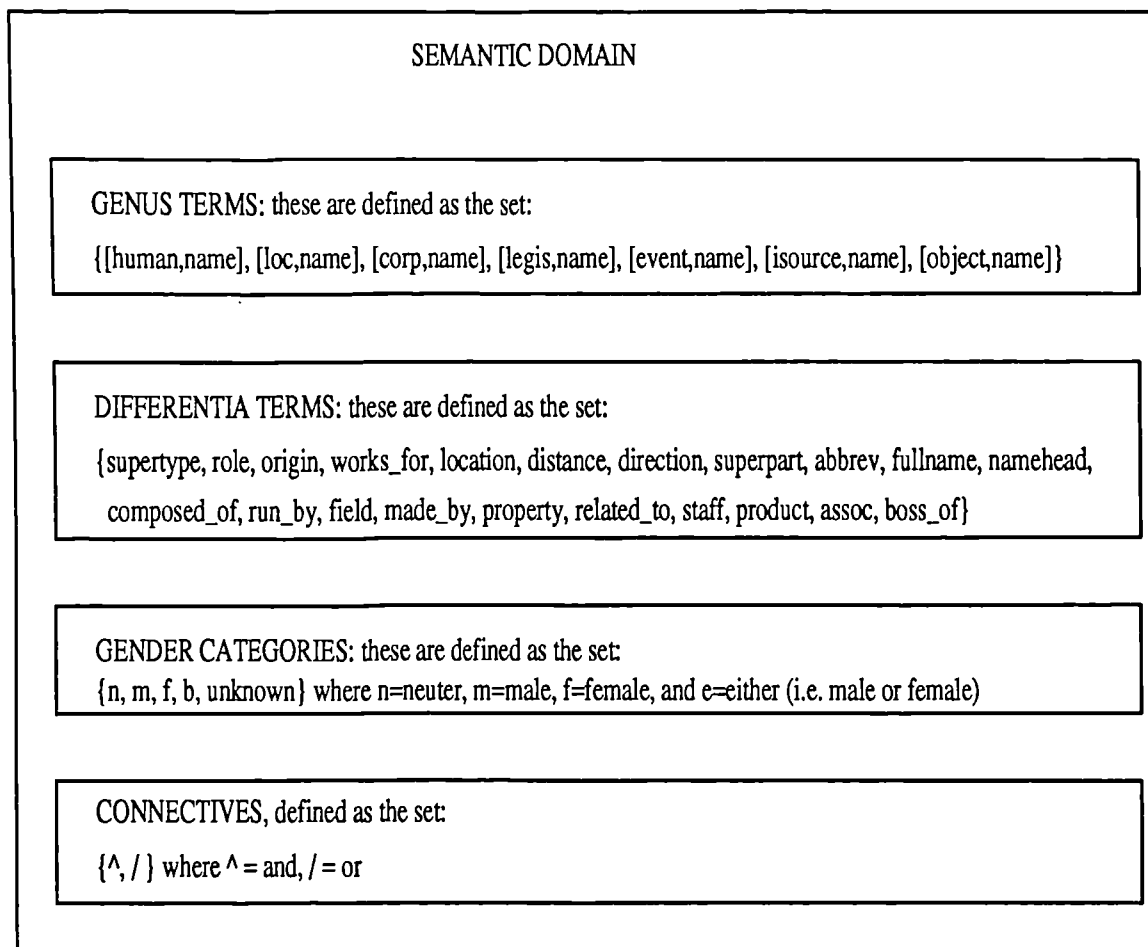 SEMANTIC DOMAIN
GENUS TERMS: these are defined as the set:
{[human,name], [loc,name], [corp,name], [legis,name], [event,name], [isource,name], [object,name]}
DIFFERENTIA TERMS: these are defined as the set:
{supertype, role, origin, works_for, location, distance, direction, superpart, abbrev, fullname, namehead,
composed_of, run_by, field, made_by, property, related_to, staff, product, assoc, boss_of}
GENDER CATEGORIES: these are defined as the set:
{n, m, f, b, unknown} where n=neuter, m=male, f=female, and e=either (i.e. male or female)
CONNECTIVES, defined as the set:
{^, / } where ^ = and, / = or